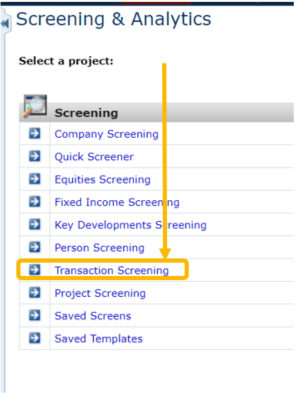 Screening & Analytics
Select a project:
Screening
Company Screening
Quick Screener
Equities Screening
Fixed Income Screening
Key Developments Screening
Person Screening
Transaction Screening
Project Screening
Saved Screens
Saved Templates